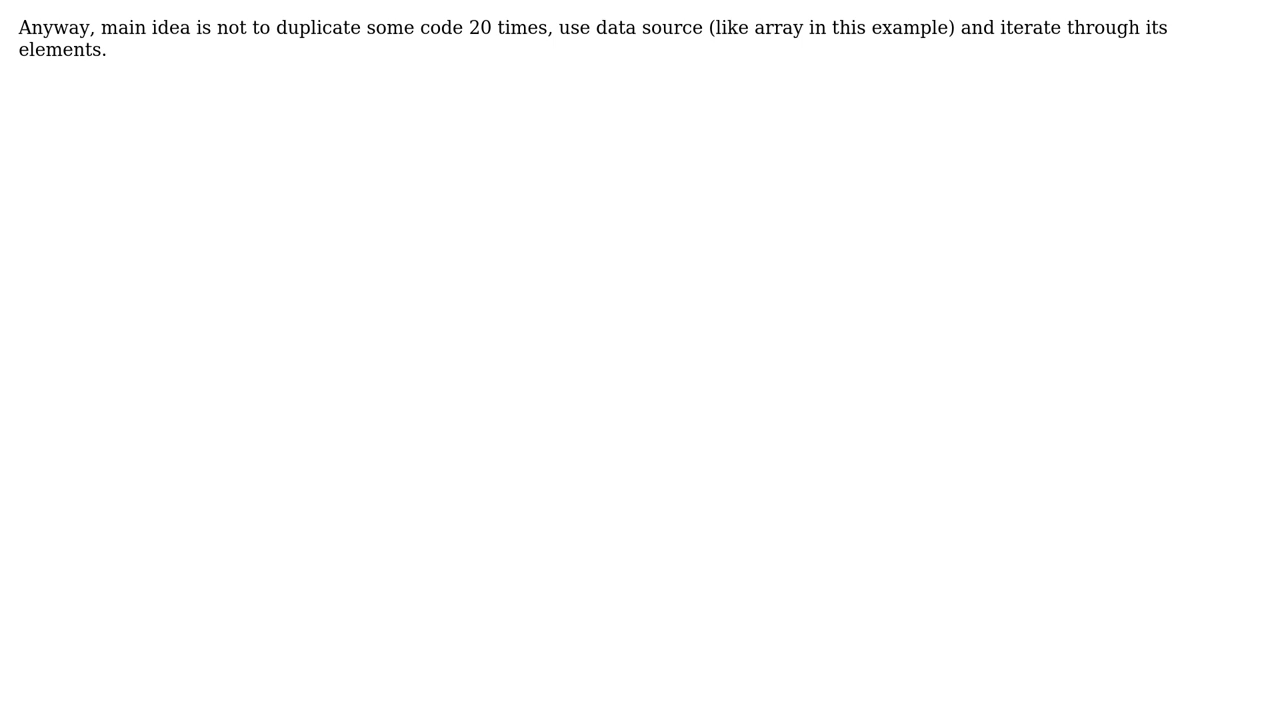 Anyway, main idea is not to duplicate some code 20 times, use data source (like array in this example) and iterate through its
elements.